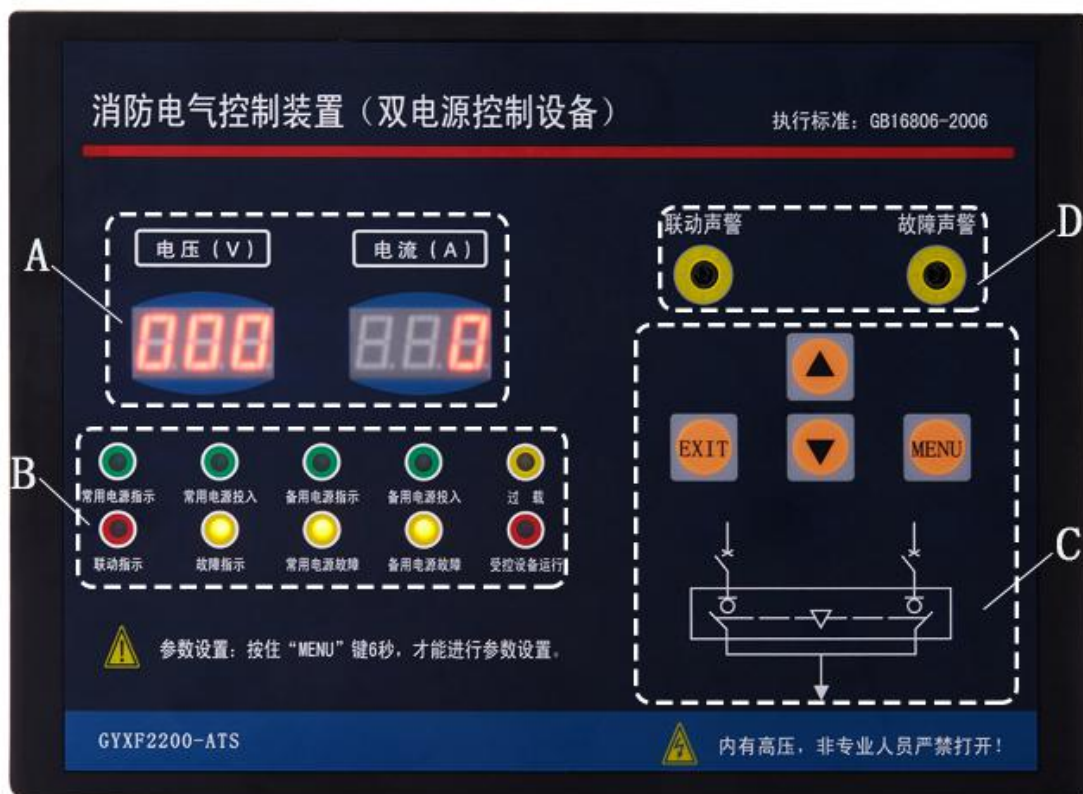 消防电气控制装置（双电源控制设备）
执行标准：GB16806-2006
A
电压（V）
电流（A）
000
0
联动声警
故障声警
D
EXIT
MENU
B
常用电源指示
常用电源投入
备用电源指示
备用电源投入
过 载
联动指示
故障指示
常用电源故障
备用电源故障
受控设备运行
C
参数设置：按住“MENU”键6秒，才能进行参数设置。
GYXF2200-ATS
内有高压，非专业人员严禁打开！